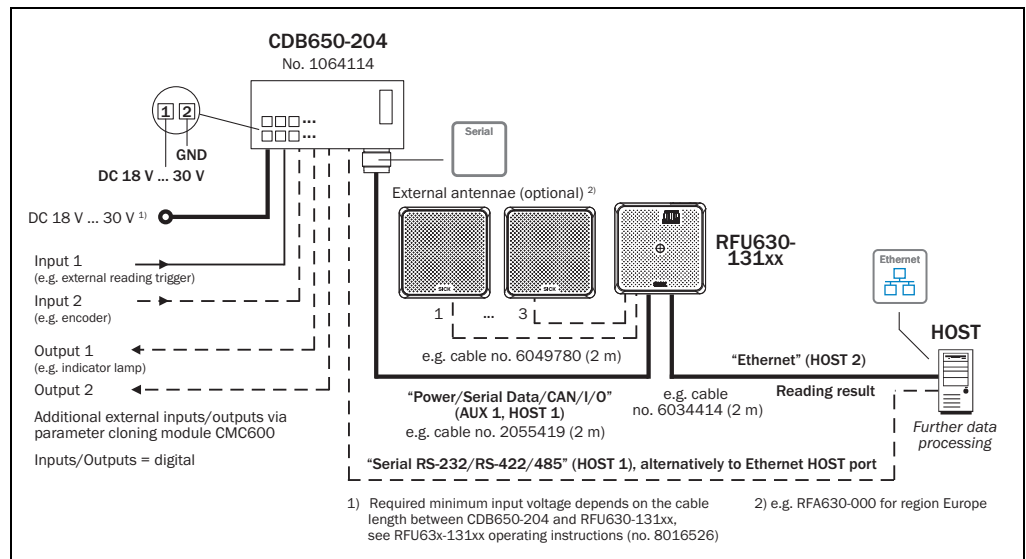 CDB650-204
No. 1064114
1 2
GND
DC 18 V ... 30 V
...
...
Serial
External antennae (optional) 2)
DC 18 V ... 30 V 1)
RFU630-
131xx
Input 1
(e.g. external reading trigger)
Input 2
(e.g. encoder)
Ethernet
SICK
SICK
SICK
1 ... 3
HOST
Output 1
(e.g. indicator lamp)
Output 2
e.g. cable no. 6049780 (2 m)
"Ethernet" (HOST 2)
"Power/Serial Data/CAN/I/O"
(AUX 1, HOST 1)
e.g. cable no. 2055419 (2 m)
e.g. cable
no. 6034414 (2 m)
Reading result
Further data
processing
Additional external inputs/outputs via
parameter cloning module CMC600
Inputs/Outputs = digital
"Serial RS-232/RS-422/485" (HOST 1), alternatively to Ethernet HOST port
1) Required minimum input voltage depends on the cable
length between CDB650-204 and RFU630-131xx,
see RFU63x-131xx operating instructions (no. 8016526)
2) e.g. RFA630-000 for region Europe